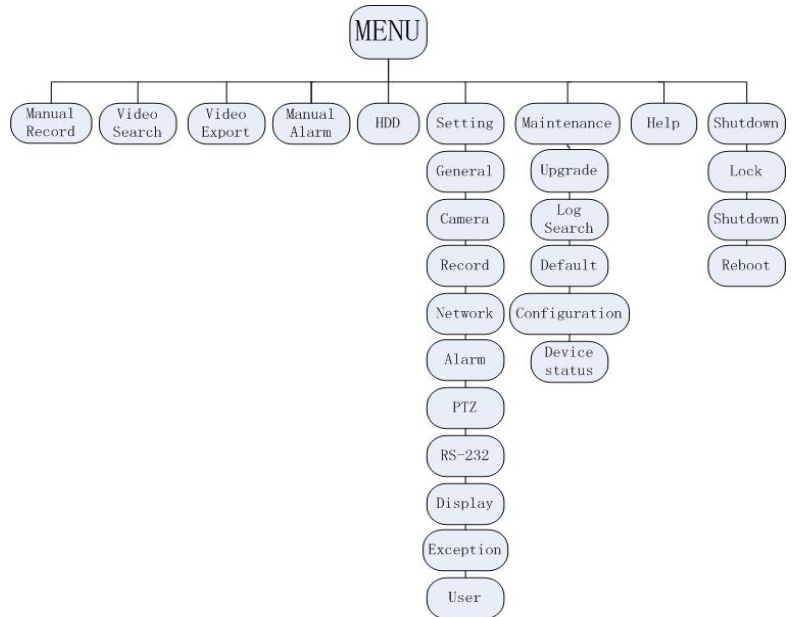 MENU
Manual
Record
Video
Search
Video
Export
Manual
Alarm
HDD
Setting
Maintenance
Help
Shutdown
General
Camera
Record
Network
Alarm
PTZ
RS-232
Display
Exception
User
Upgrade
Log
Search
Default
Configuration
Device
status
Lock
Shutdown
Reboot